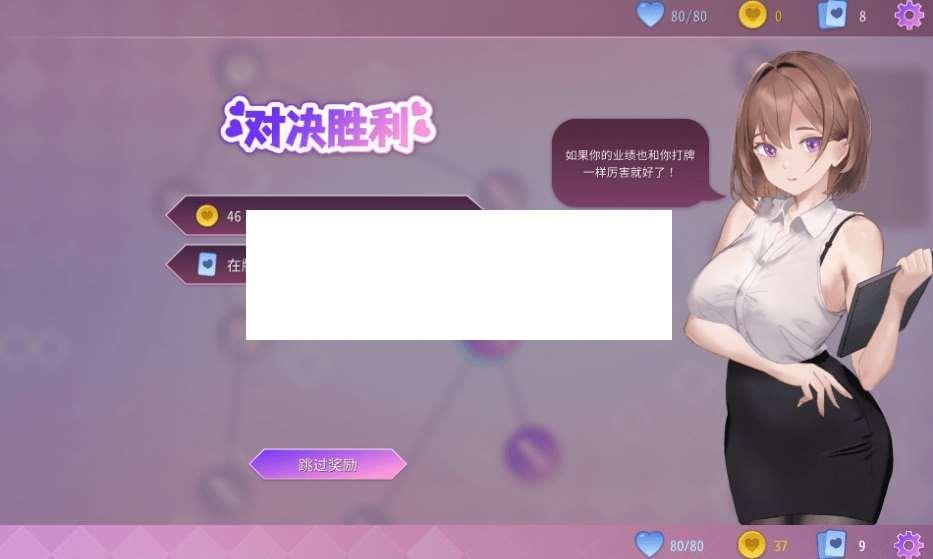 80/80 0 8
对决胜利
如果你的业绩也和你打牌
一样厉害就好了！
46
在
跳过奖励
80/80 37 9